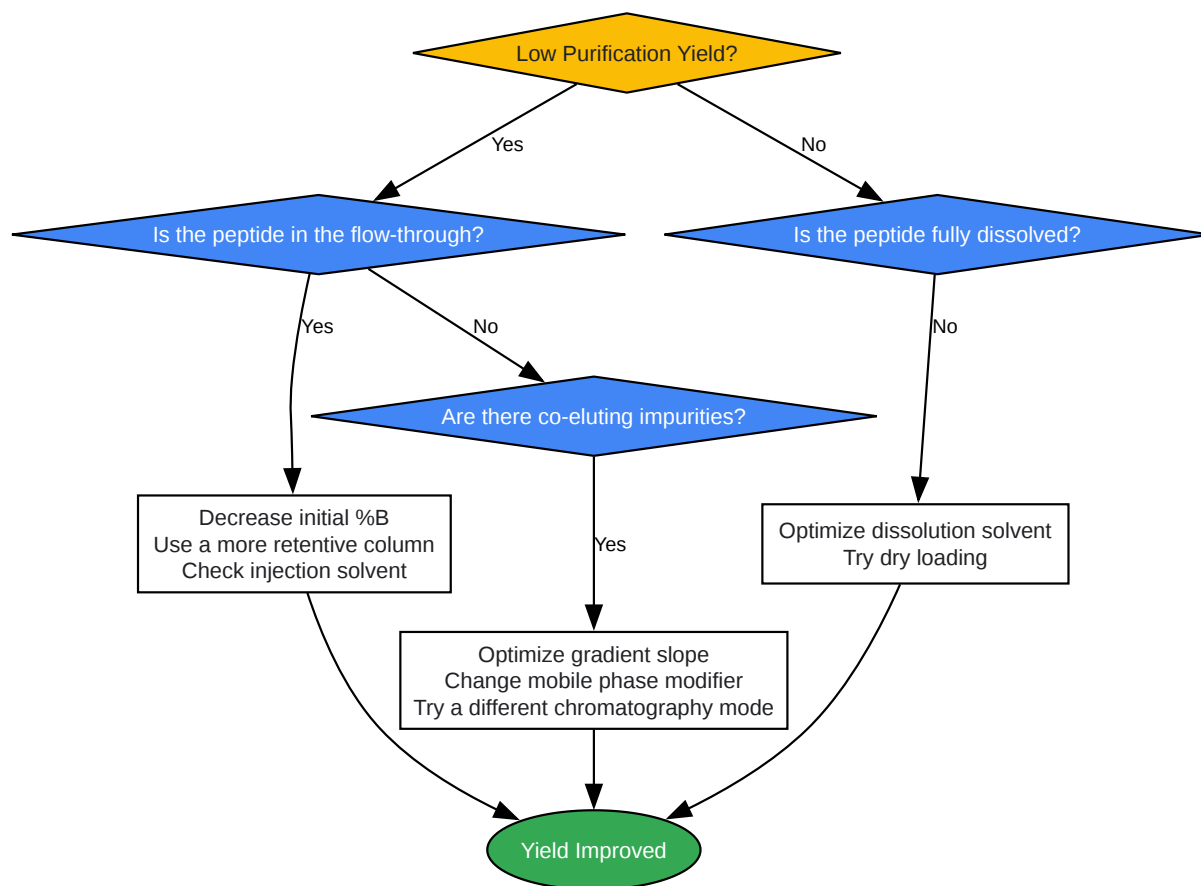 Low Purification Yield?
Yes
No
Is the peptide in the flow-through?
Is the peptide fully dissolved?
Yes
No
No
Are there co-eluting impurities?
Decrease initial %B
Use a more retentive column
Check injection solvent
Yes
Optimize dissolution solvent
Try dry loading
Optimize gradient slope
Change mobile phase modifier
Try a different chromatography mode
Yield Improved